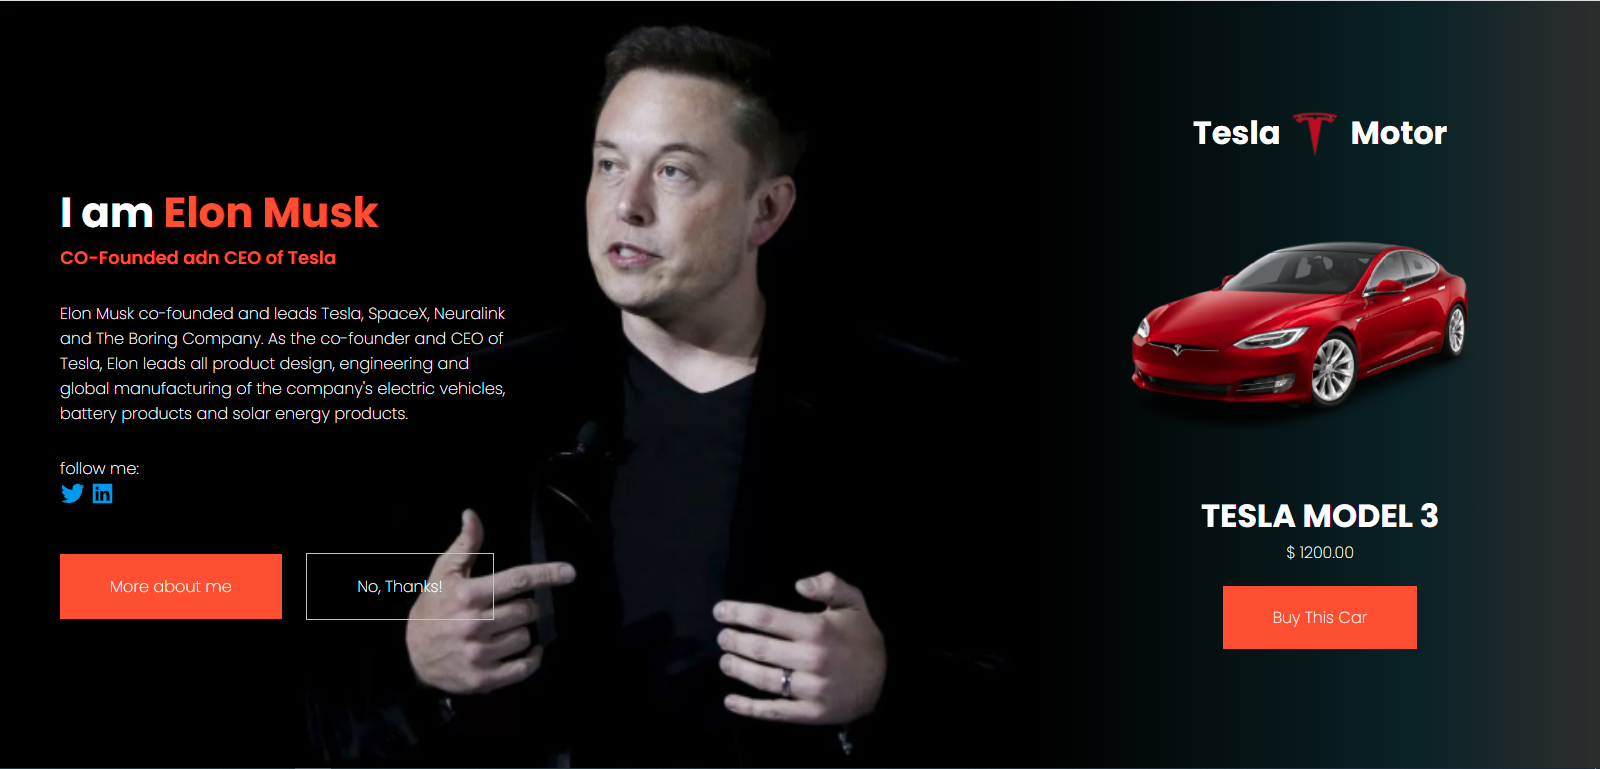 I am Elon Musk
CO-Founded adn CEO of Tesla
Elon Musk co-founded and leads Tesla, SpaceX, Neuralink
and The Boring Company. As the co-founder and CEO of
Tesla, Elon leads all product design, engineering and
global manufacturing of the company's electric vehicles,
battery products and solar energy products.
follow me:
More about me
No, Thanks!
Tesla Motor
TESLA MODEL 3
$ 1200.00
Buy This Car